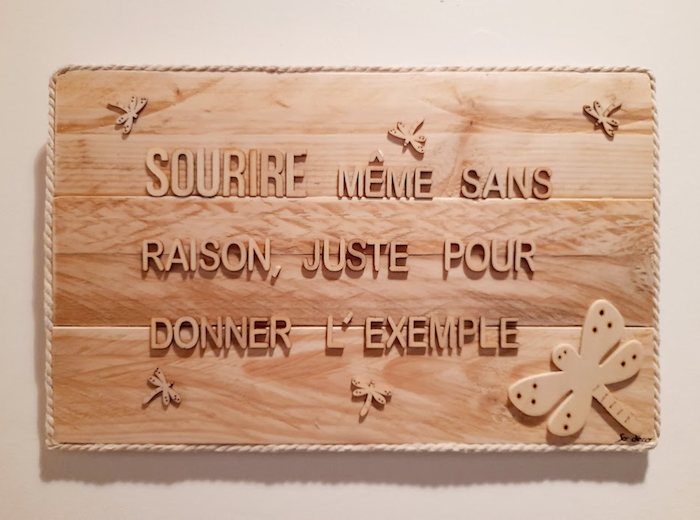 SOURIRE MÊME SANS
RAISON, JUSTE POUR
DONNER L'EXEMPLE